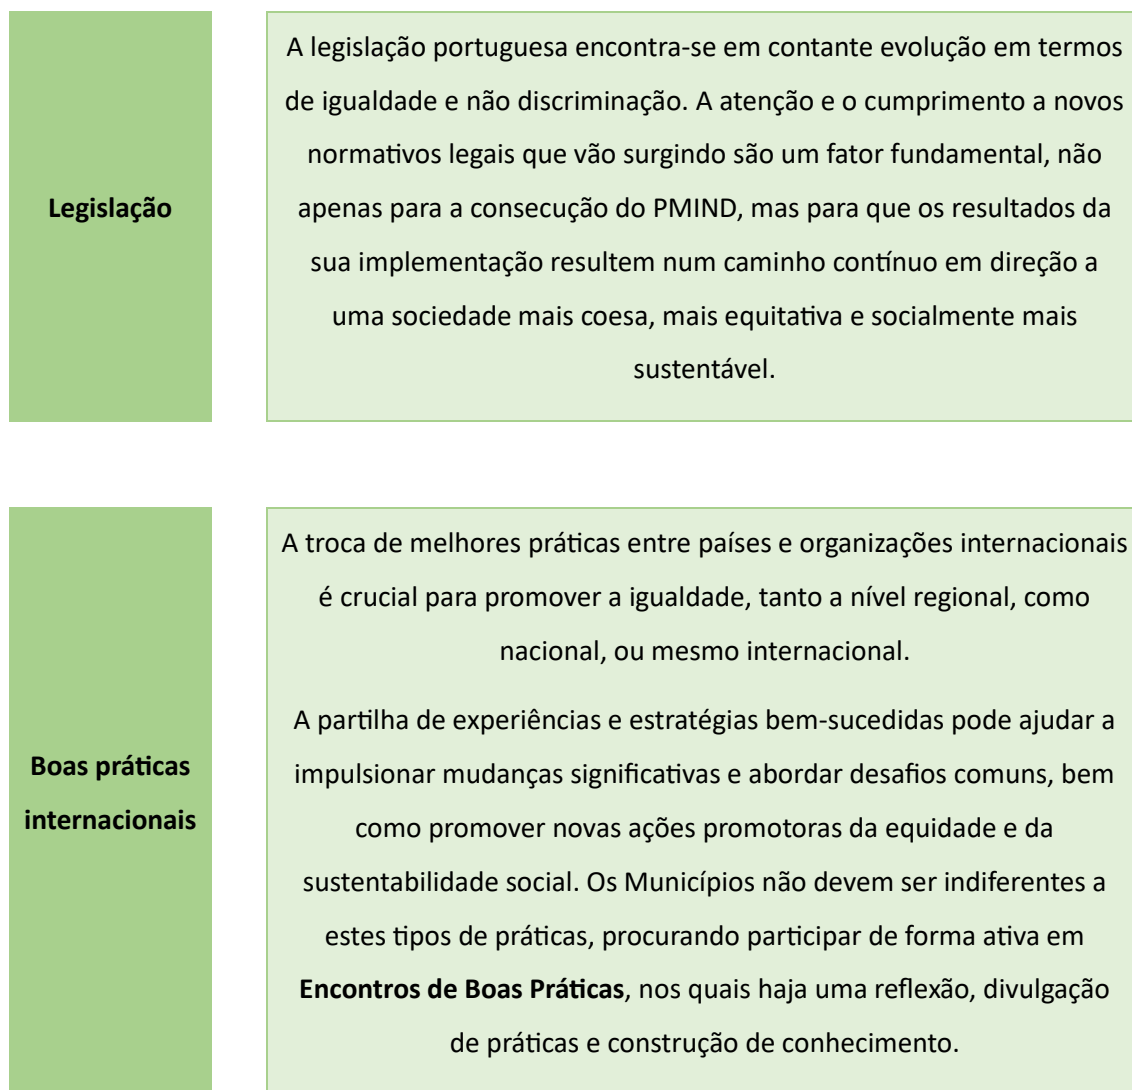 Legislação
A legislação portuguesa encontra-se em contante evolução em termos
de igualdade e não discriminação. A atenção e o cumprimento a novos
normativos legais que vão surgindo são um fator fundamental, não
apenas para a consecução do PMIND, mas para que os resultados da
sua implementação resultem num caminho contínuo em direção a
uma sociedade mais coesa, mais equitativa e socialmente mais
sustentável.
Boas práticas
internacionais
A troca de melhores práticas entre países e organizações internacionais
é crucial para promover a igualdade, tanto a nível regional, como
nacional, ou mesmo internacional.
A partilha de experiências e estratégias bem-sucedidas pode ajudar a
impulsionar mudanças significativas e abordar desafios comuns, bem
como promover novas ações promotoras da equidade e da
sustentabilidade social. Os Municípios não devem ser indiferentes a
estes tipos de práticas, procurando participar de forma ativa em
Encontros de Boas Práticas, nos quais haja uma reflexão, divulgação
de práticas e construção de conhecimento.